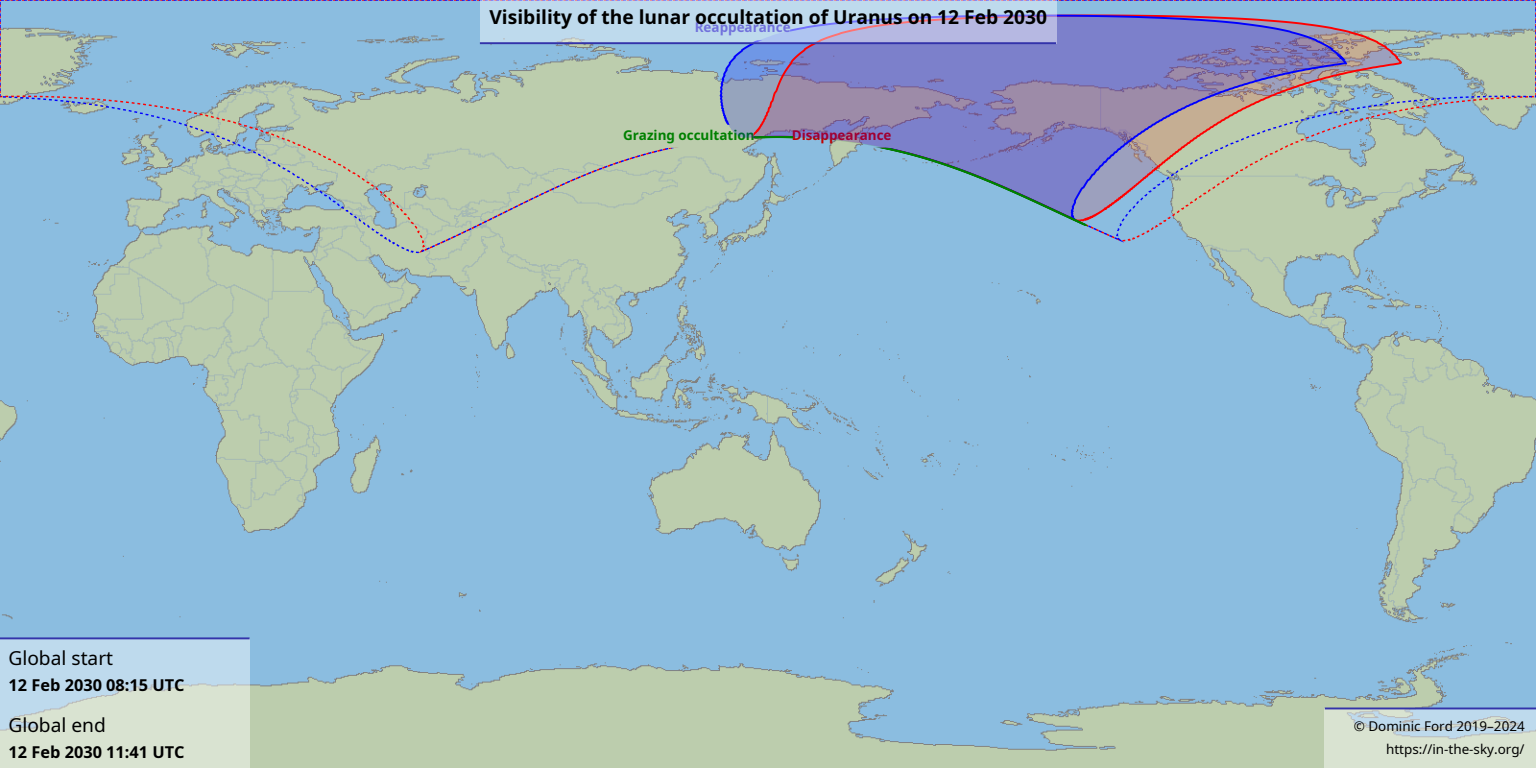 Visibility of the lunar occultation of Uranus on 12 Feb 2030
Reappearance
Grazing occultation
Disappearance
Global start
12 Feb 2030 08:15 UTC
Global end
12 Feb 2030 11:41 UTC
© Dominic Ford 2019–2024
https://in-the-sky.org/